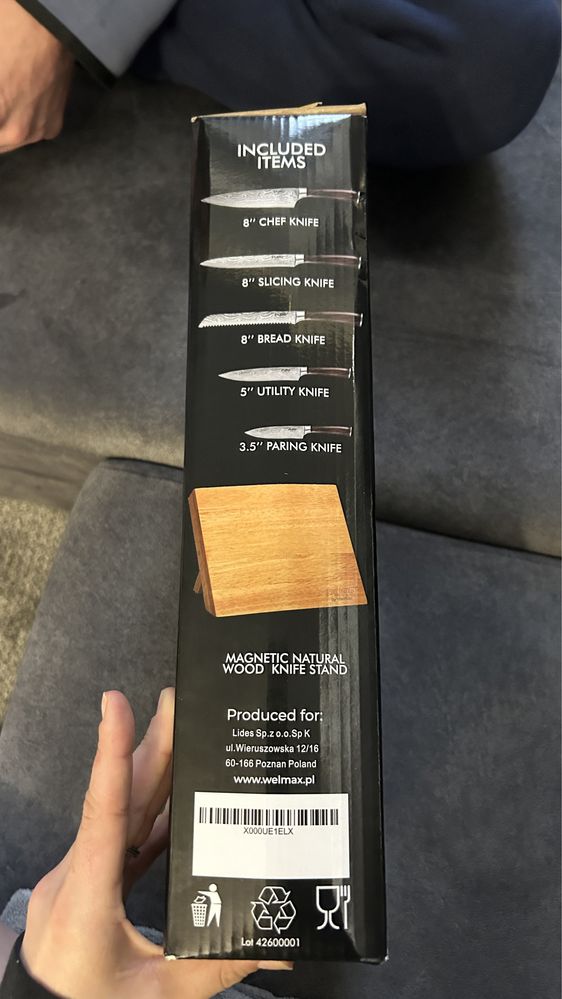 INCLUDED
ITEMS
8'' CHEF KNIFE
8'' SLICING KNIFE
8'' BREAD KNIFE
5'' UTILITY KNIFE
3.5'' PARING KNIFE
MAGNETIC NATURAL
WOOD KNIFE STAND
Produced for:
Lides Sp.z o.o.Sp K
ul.Wieruszowska 12/16
60-166 Poznan Poland
www.welmax.pl
X000UE1ELX
Lot 42600001